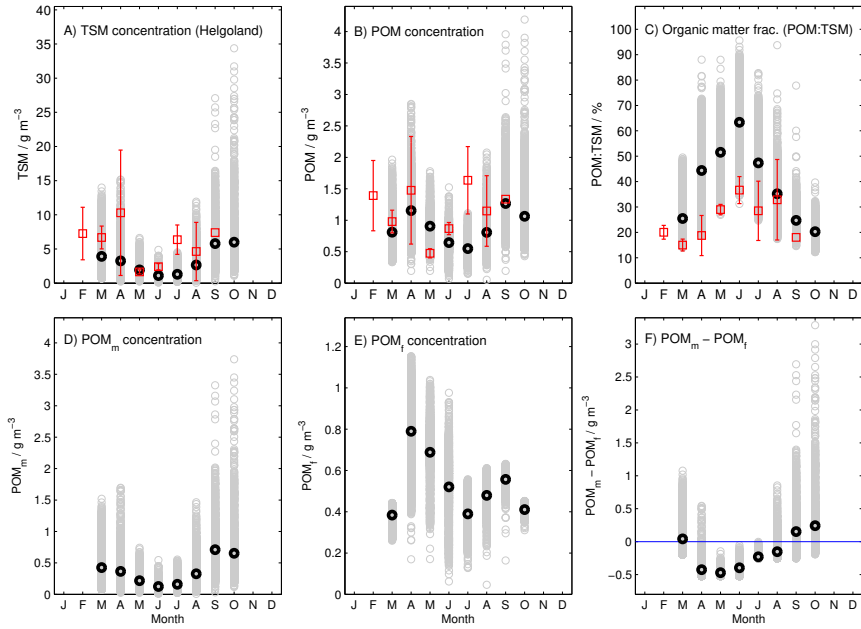 A) TSM concentration (Helgoland)
TSM / g m⁻³
40
35
30
25
20
15
10
5
0
J F M A M J J A S O N D
B) POM concentration
POM / g m⁻³
4
3.5
3
2.5
2
1.5
1
0.5
0
J F M A M J J A S O N D
C) Organic matter frac. (POM:TSM)
POM:TSM / %
100
90
80
70
60
50
40
30
20
10
0
J F M A M J J A S O N D
D) POMₘ concentration
POMₘ / g m⁻³
4
3.5
3
2.5
2
1.5
1
0.5
0
J F M A M J J A S O N D
Month
E) POM_f concentration
POM_f / g m⁻³
1.2
1
0.8
0.6
0.4
0.2
0
J F M A M J J A S O N D
Month
F) POMₘ − POM_f
POMₘ − POM_f / g m⁻³
3
2.5
2
1.5
1
0.5
0
−0.5
J F M A M J J A S O N D
Month